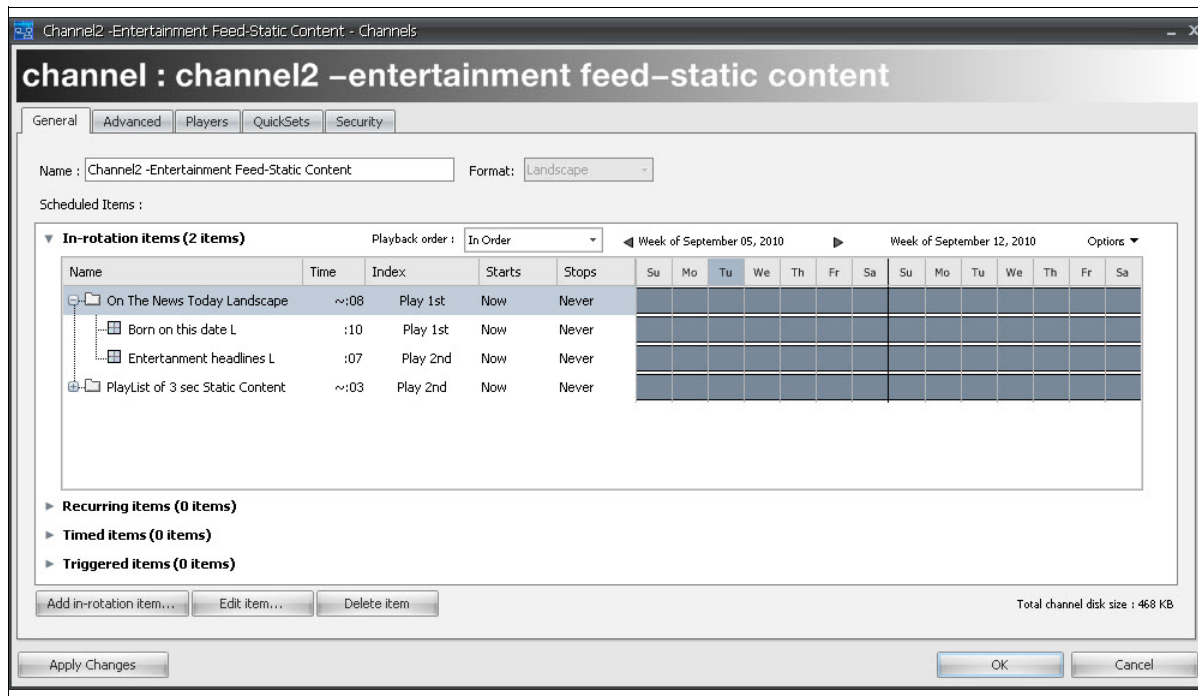 Channel2 -Entertainment Feed-Static Content - Channels
channel : channel2 –entertainment feed–static content
General Advanced Players QuickSets Security
Name : Channel2 -Entertainment Feed-Static Content Format: Landscape
Scheduled Items :
In-rotation items (2 items) Playback order : In Order Week of September 05, 2010 Week of September 12, 2010 Options
Name Time Index Starts Stops Su Mo Tu We Th Fr Sa Su Mo Tu We Th Fr Sa
On The News Today Landscape ~:08 Play 1st Now Never
Born on this date L :10 Play 1st Now Never
Entertanment headlines L :07 Play 2nd Now Never
PlayList of 3 sec Static Content ~:03 Play 2nd Now Never
Recurring items (0 items)
Timed items (0 items)
Triggered items (0 items)
Add in-rotation item... Edit item... Delete item Total channel disk size : 468 KB
Apply Changes OK Cancel